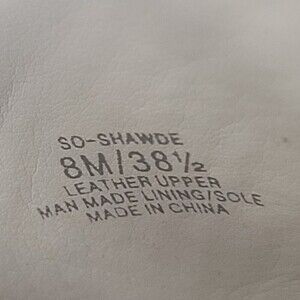 SO-SHAWDE
8M/38½
LEATHER UPPER
MAN MADE LINING/SOLE
MADE IN CHINA